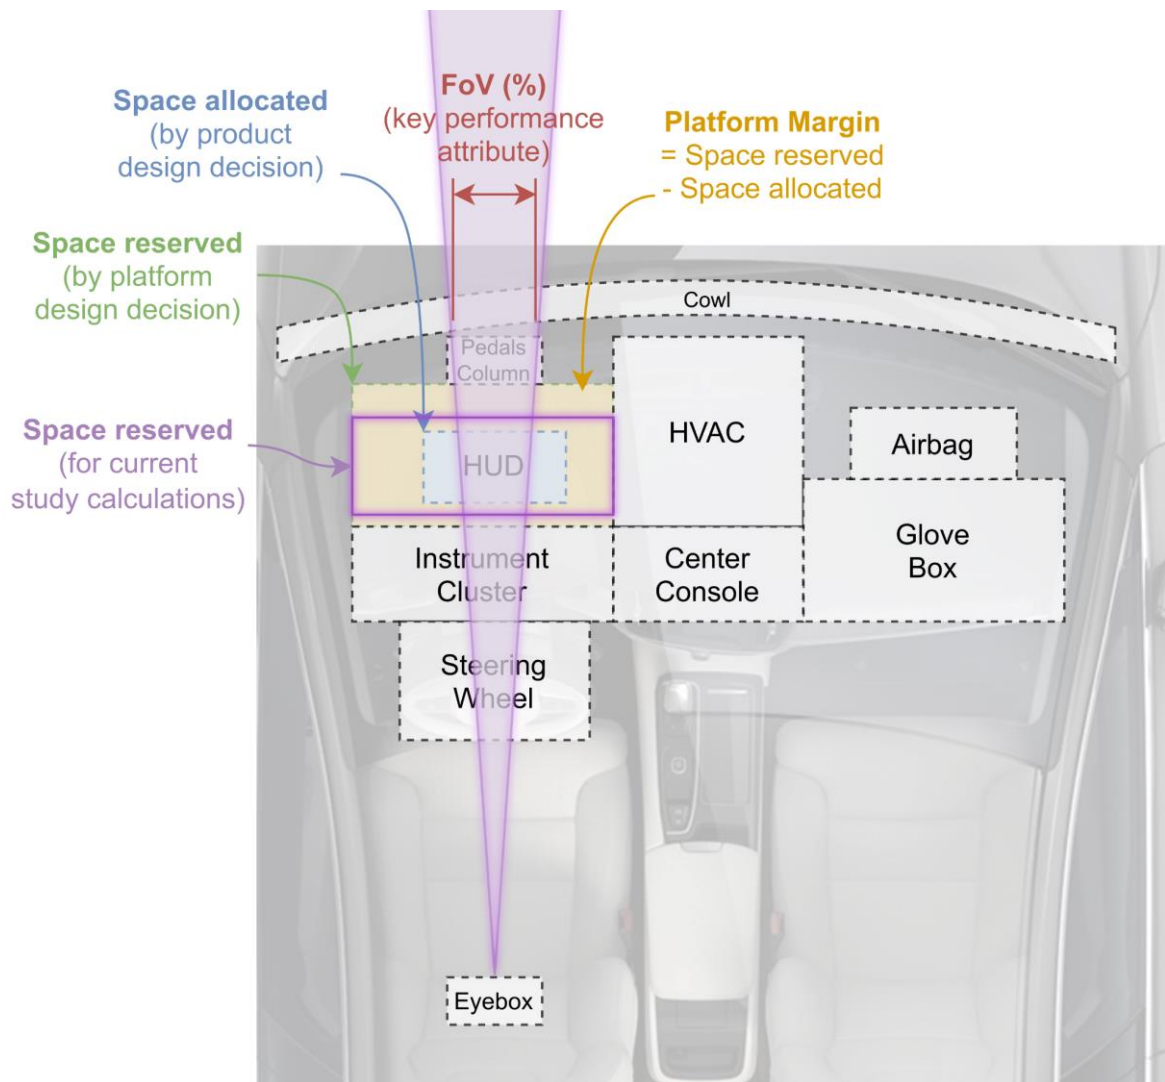 Space allocated
(by product
design decision)
FoV (%)
(key performance
attribute)
Platform Margin
= Space reserved
- Space allocated
Space reserved
(by platform
design decision)
Cowl
Pedals
Column
Space reserved
(for current
study calculations)
HUD
HVAC
Airbag
Instrument
Cluster
Center
Console
Glove
Box
Steering
Wheel
Eyebox